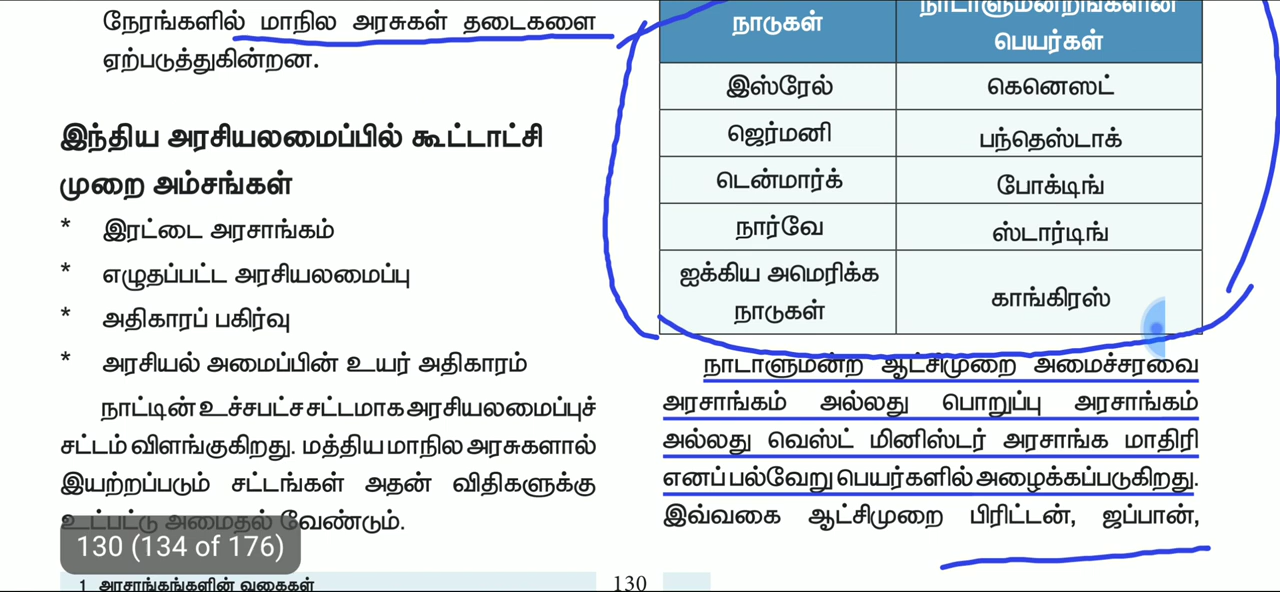 நேரங்களில் மாநில அரசுகள் தடைகளை
ஏற்படுத்துகின்றன.
இந்திய அரசியலமைப்பில் கூட்டாட்சி
முறை அம்சங்கள்
* இரட்டை அரசாங்கம்
* எழுதப்பட்ட அரசியலமைப்பு
* அதிகாரப் பகிர்வு
* அரசியல் அமைப்பின் உயர் அதிகாரம்
நாட்டின் உச்சபட்ச சட்டமாக அரசியலமைப்புச்
சட்டம் விளங்குகிறது. மத்திய மாநில அரசுகளால்
இயற்றப்படும் சட்டங்கள் அதன் விதிகளுக்கு
உட்பட்டு அமைதல் வேண்டும்.
130 (134 of 176)
1 அரசாங்கங்களின் வகைகள்
130
நாடுகள் நாடாளுமன்றங்களின் பெயர்கள்
இஸ்ரேல் கெனெஸட்
ஜெர்மனி பந்தெஸ்டாக்
டென்மார்க் போக்டிங்
நார்வே ஸ்டார்டிங்
ஐக்கிய அமெரிக்க நாடுகள் காங்கிரஸ்
நாடாளுமன்ற ஆட்சிமுறை அமைச்சரவை
அரசாங்கம் அல்லது பொறுப்பு அரசாங்கம்
அல்லது வெஸ்ட் மினிஸ்டர் அரசாங்க மாதிரி
எனப் பல்வேறு பெயர்களில் அழைக்கப்படுகிறது.
இவ்வகை ஆட்சிமுறை பிரிட்டன், ஜப்பான்,